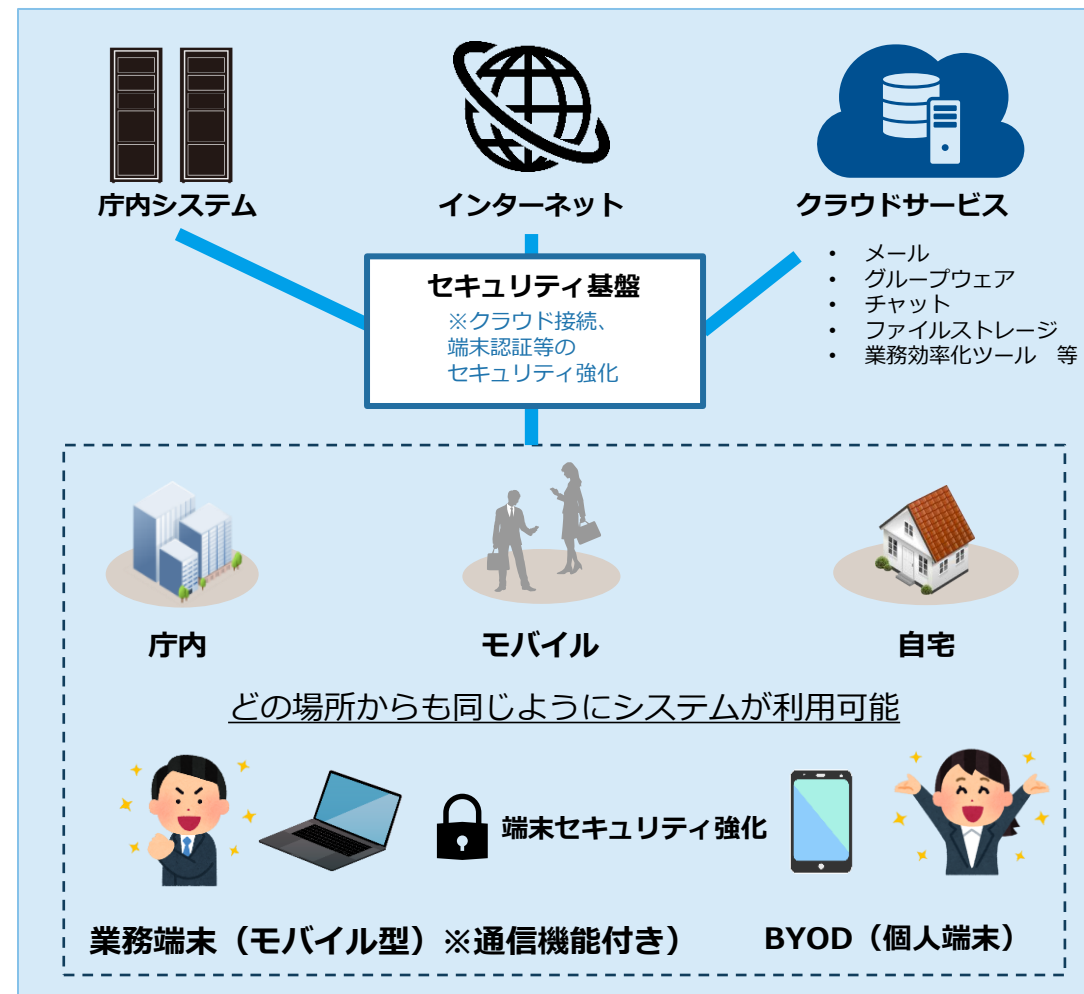 庁内システム
インターネット
クラウドサービス
・ メール
・ グループウェア
・ チャット
・ ファイルストレージ
・ 業務効率化ツール　等
セキュリティ基盤
※クラウド接続、
端末認証等の
セキュリティ強化
庁内
モバイル
自宅
どの場所からも同じようにシステムが利用可能
端末セキュリティ強化
業務端末（モバイル型）※通信機能付き）
BYOD（個人端末）